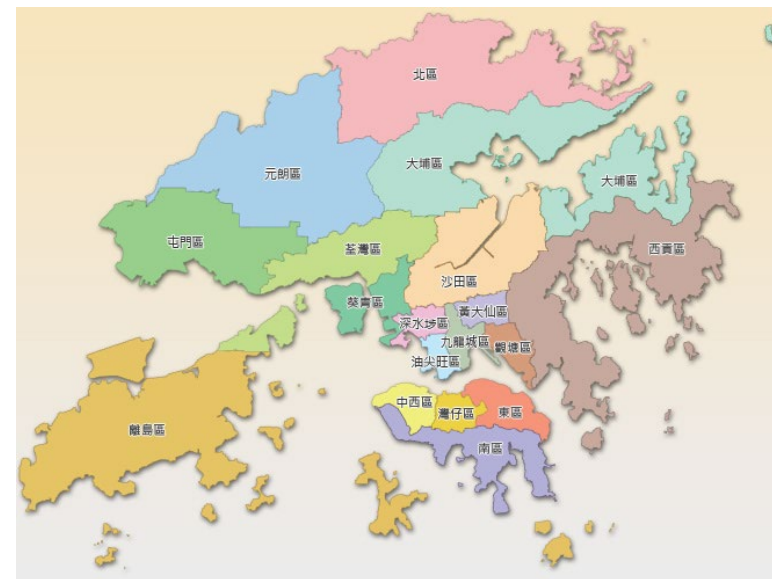 北區
大埔區
元朗區
大埔區
屯門區
荃灣區
西貢區
沙田區
葵青區
黃大仙區
深水埗區
九龍城區
觀塘區
油尖旺區
中西區
灣仔區
東區
離島區
南區